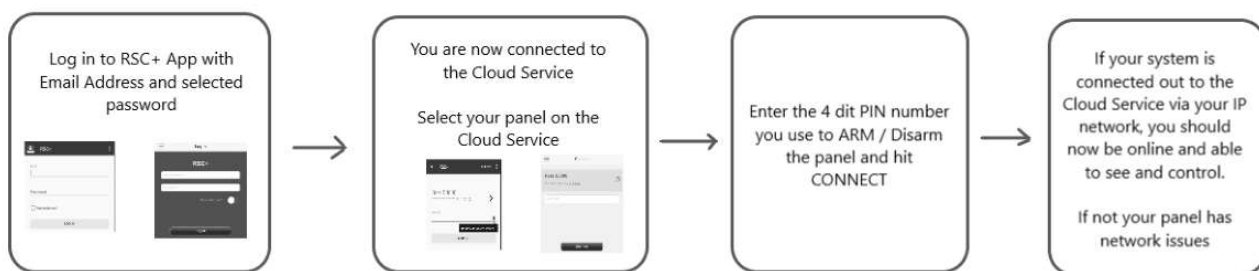 Log in to RSC+ App with
Email Address and selected
password
RSC+
Password
RSC+
You are now connected to
the Cloud Service
Select your panel on the
Cloud Service
Enter the 4 dit PIN number
you use to ARM / Disarm
the panel and hit
CONNECT
If your system is
connected out to the
Cloud Service via your IP
network, you should
now be online and able
to see and control.
If not your panel has
network issues